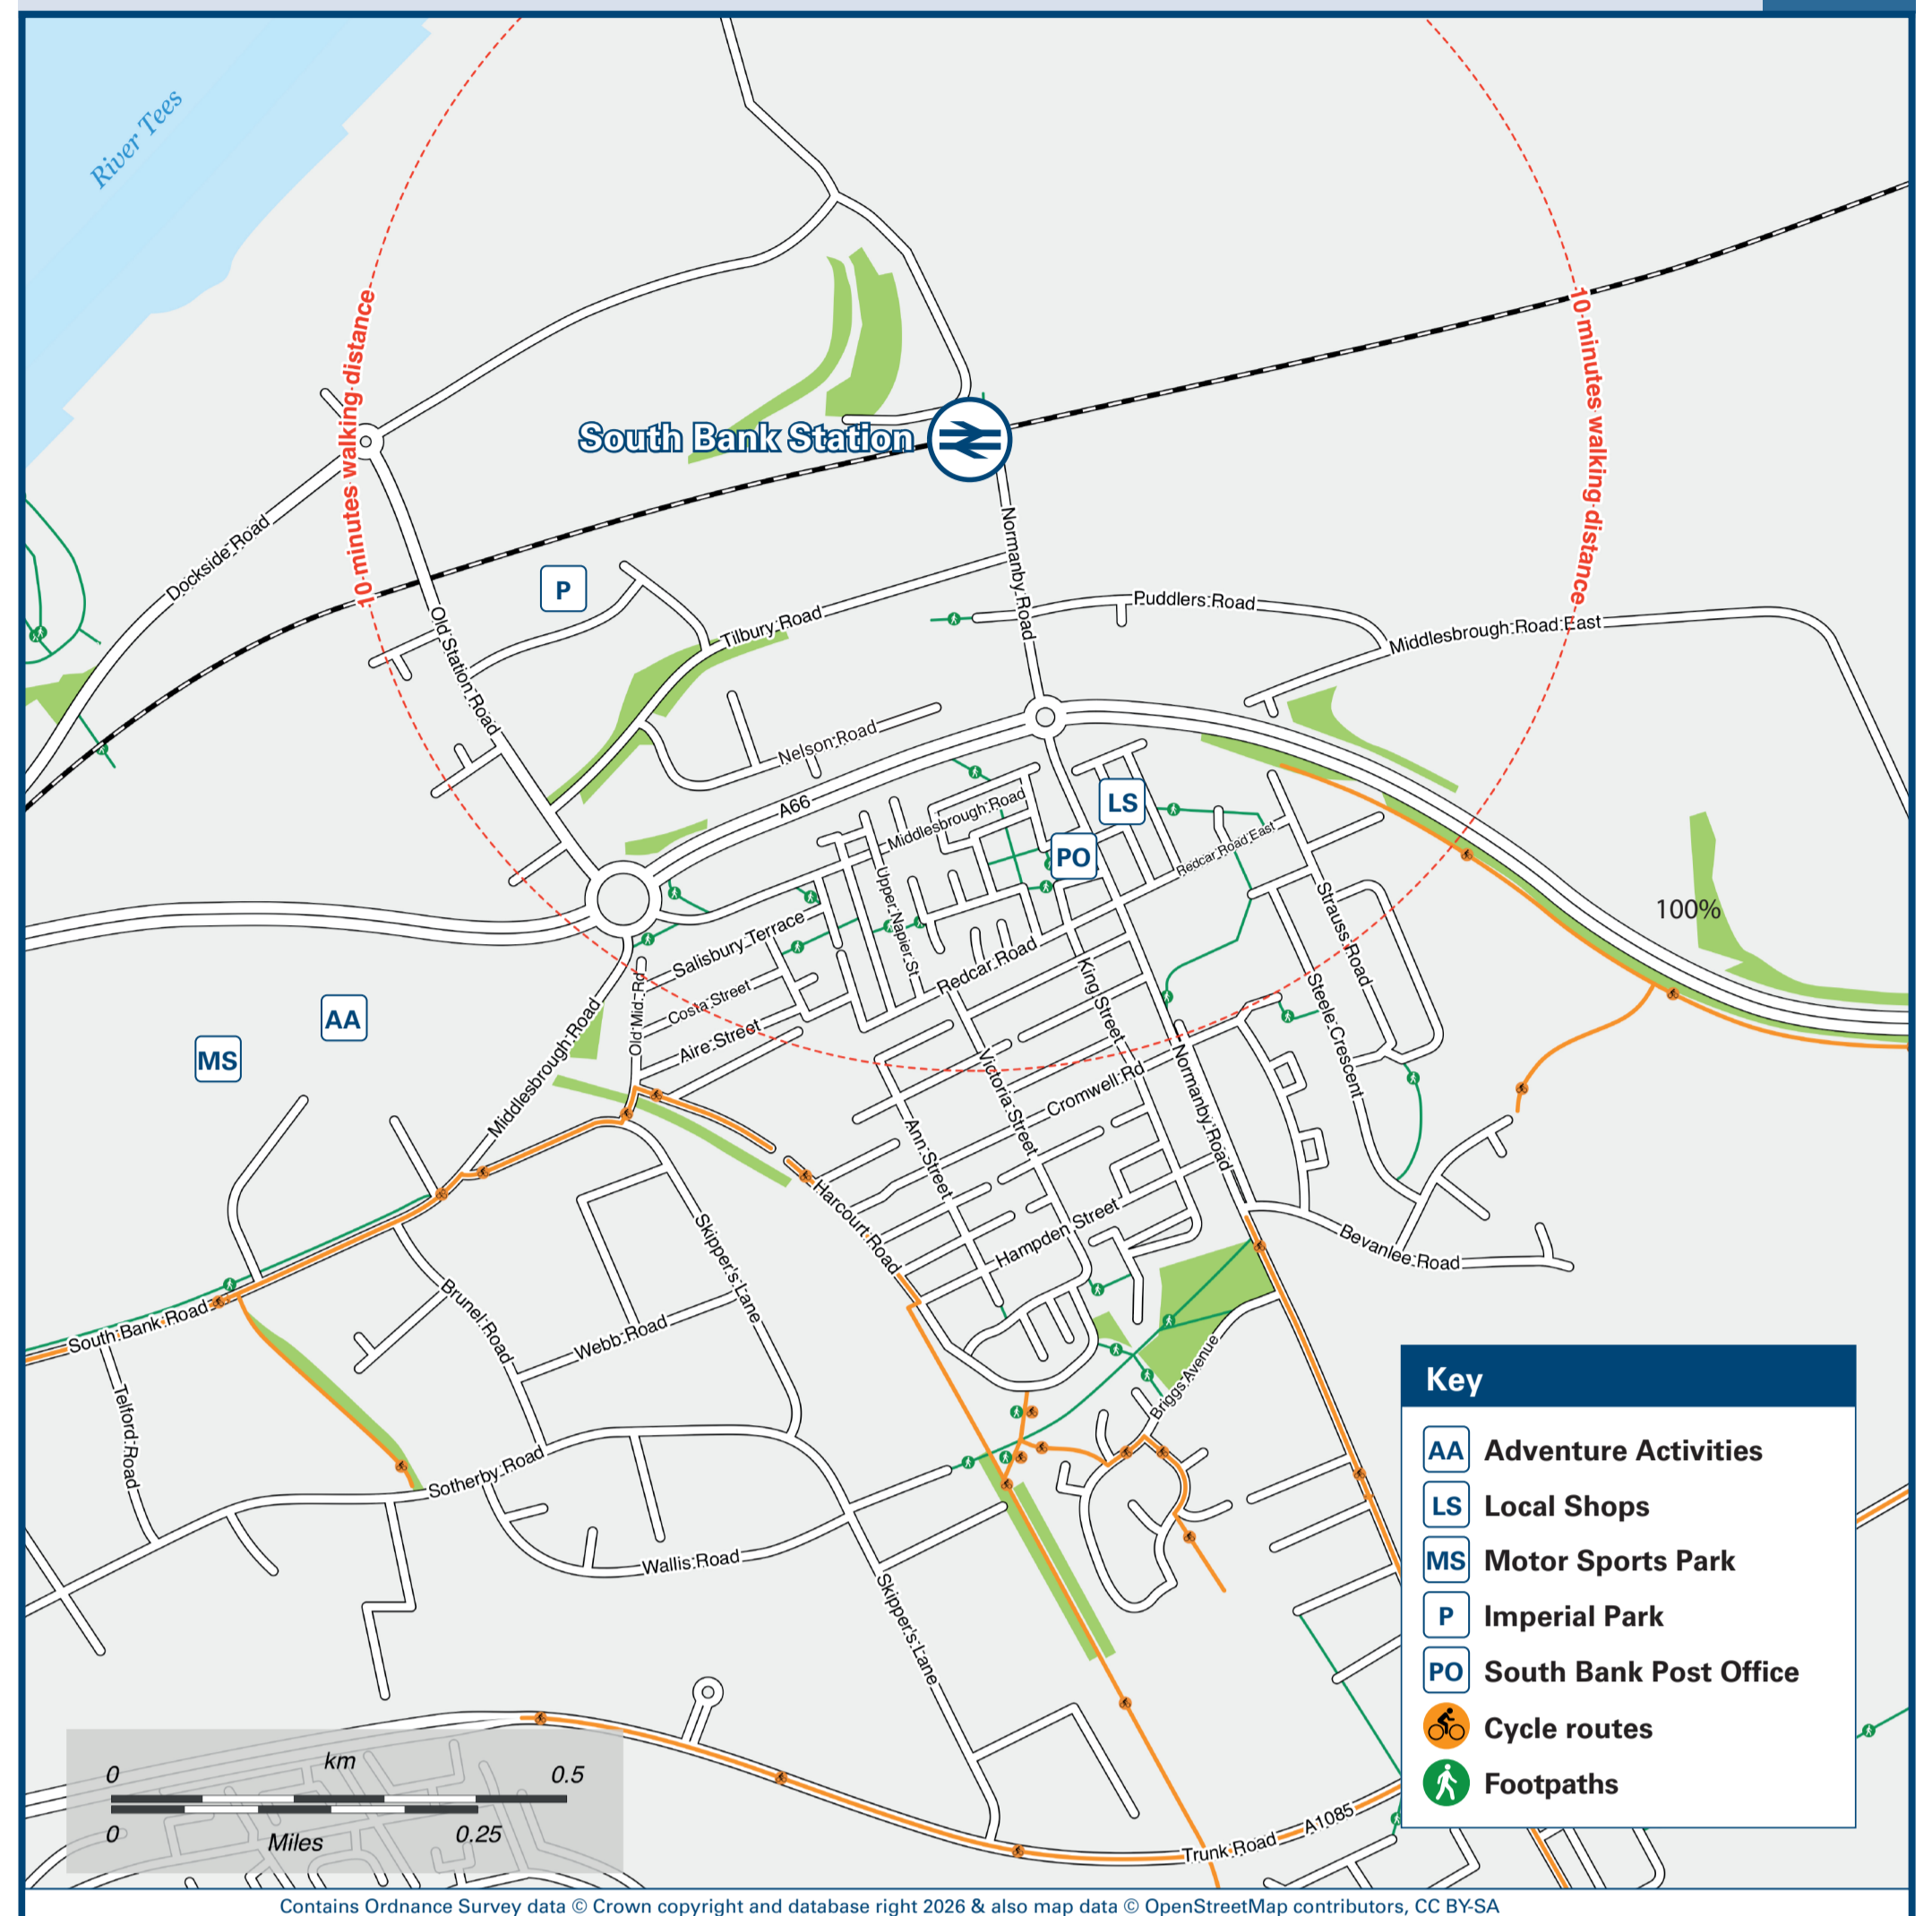 River Tees
10 minutes walking distance
10 minutes walking distance
South Bank Station
Dockside Road
Normanby Road
P
Old Station Road
Tilbury Road
Puddlers Road
Middlesbrough Road East
Nelson Road
A66
LS
Middlesbrough Road
PO
Redcar Road East
Upper Napier St
Strauss Road
100%
Salisbury Terrace
Redcar Road
King Street
Steele Crescent
Costa Street
Old Mid. Rd
Aire Street
AA
MS
Middlesbrough Road
Victoria Street
Cromwell Rd
Normanby Road
Ann Street
Harcourt Road
Hampden Street
Bevanlee Road
Skipper's Lane
Brunel Road
South Bank Road
Webb Road
Telford Road
Briggs Avenue
Sotherby Road
Wallis Road
Skipper's Lane
Trunk Road
A1085
Key
AA Adventure Activities
LS Local Shops
MS Motor Sports Park
P Imperial Park
PO South Bank Post Office
Cycle routes
Footpaths
km
0 0.5
0 0.25
Miles
Contains Ordnance Survey data © Crown copyright and database right 2026 & also map data © OpenStreetMap contributors, CC BY-SA